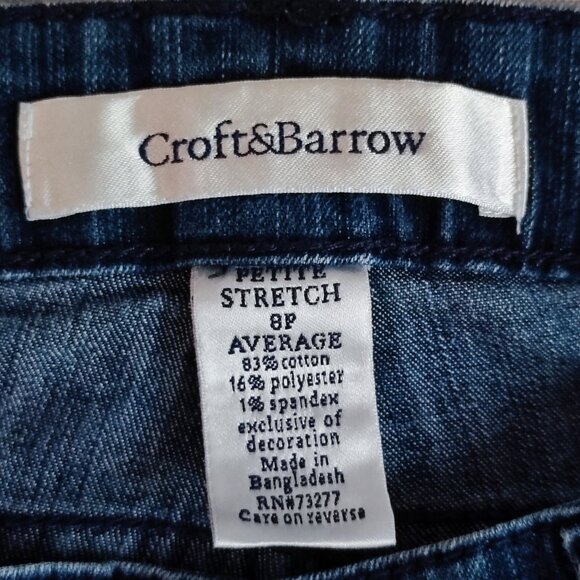 Croft&Barrow
PETITE
STRETCH
8P
AVERAGE
83% cotton
16% polyester
1% spandex
exclusive of
decoration
Made in
Bangladesh
RN#73277
Care on reverse